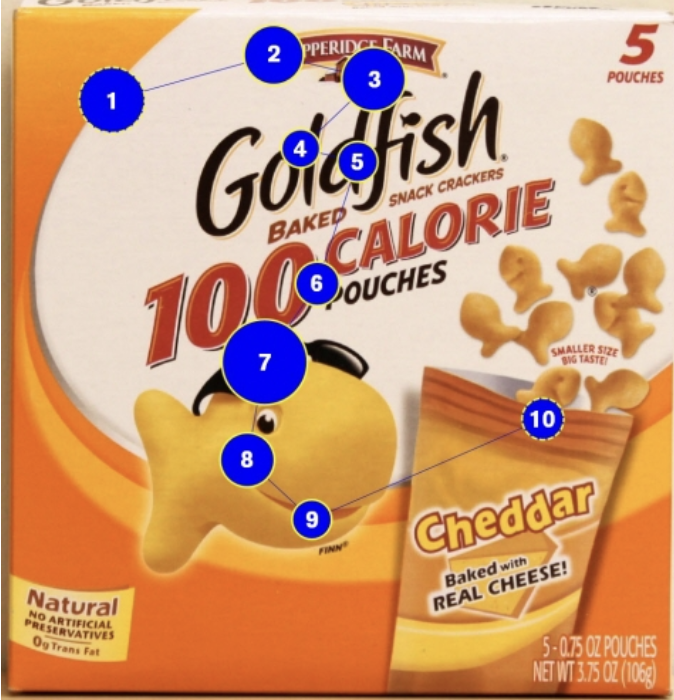 PEPPERIDGE FARM
5
POUCHES
Goldfish
BAKED SNACK CRACKERS
100 CALORIE
POUCHES
SMALLER SIZE
BIG TASTE!
Cheddar
Baked with
REAL CHEESE!
FINN®
Natural
NO ARTIFICIAL
PRESERVATIVES
0g Trans Fat
5 - 0.75 OZ POUCHES
NET WT 3.75 OZ (106g)
1
2
3
4
5
6
7
8
9
10